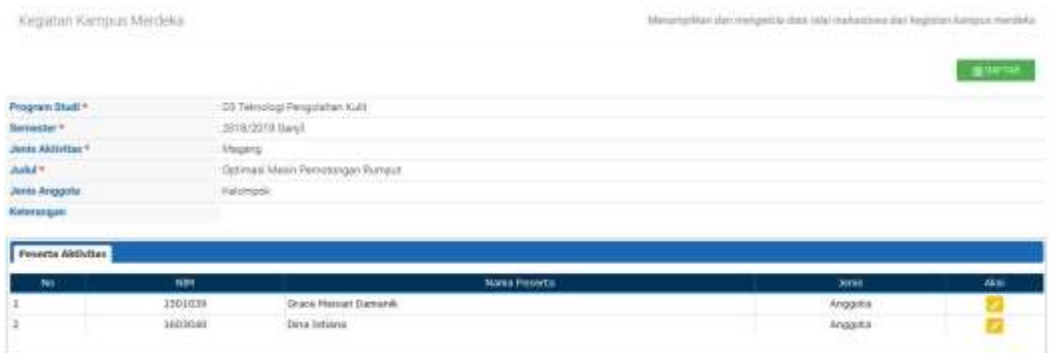 Kegiatan Kampus Merdeka
Menampilkan dan mengelola data nilai mahasiswa dari kegiatan kampus merdeka
DAFTAR
Program Studi * : D3 Teknologi Pengolahan Kulit
Semester * : 2018/2019 Ganjil
Jenis Aktivitas * : Magang
Judul * : Optimasi Mesin Pemotongan Rumput
Jenis Anggota : Kelompok
Keterangan :
Peserta Aktivitas
No NIM Nama Peserta Jenis Aksi
1 1501039 Grace Damanik Anggota
2 1603040 Dina Anggota